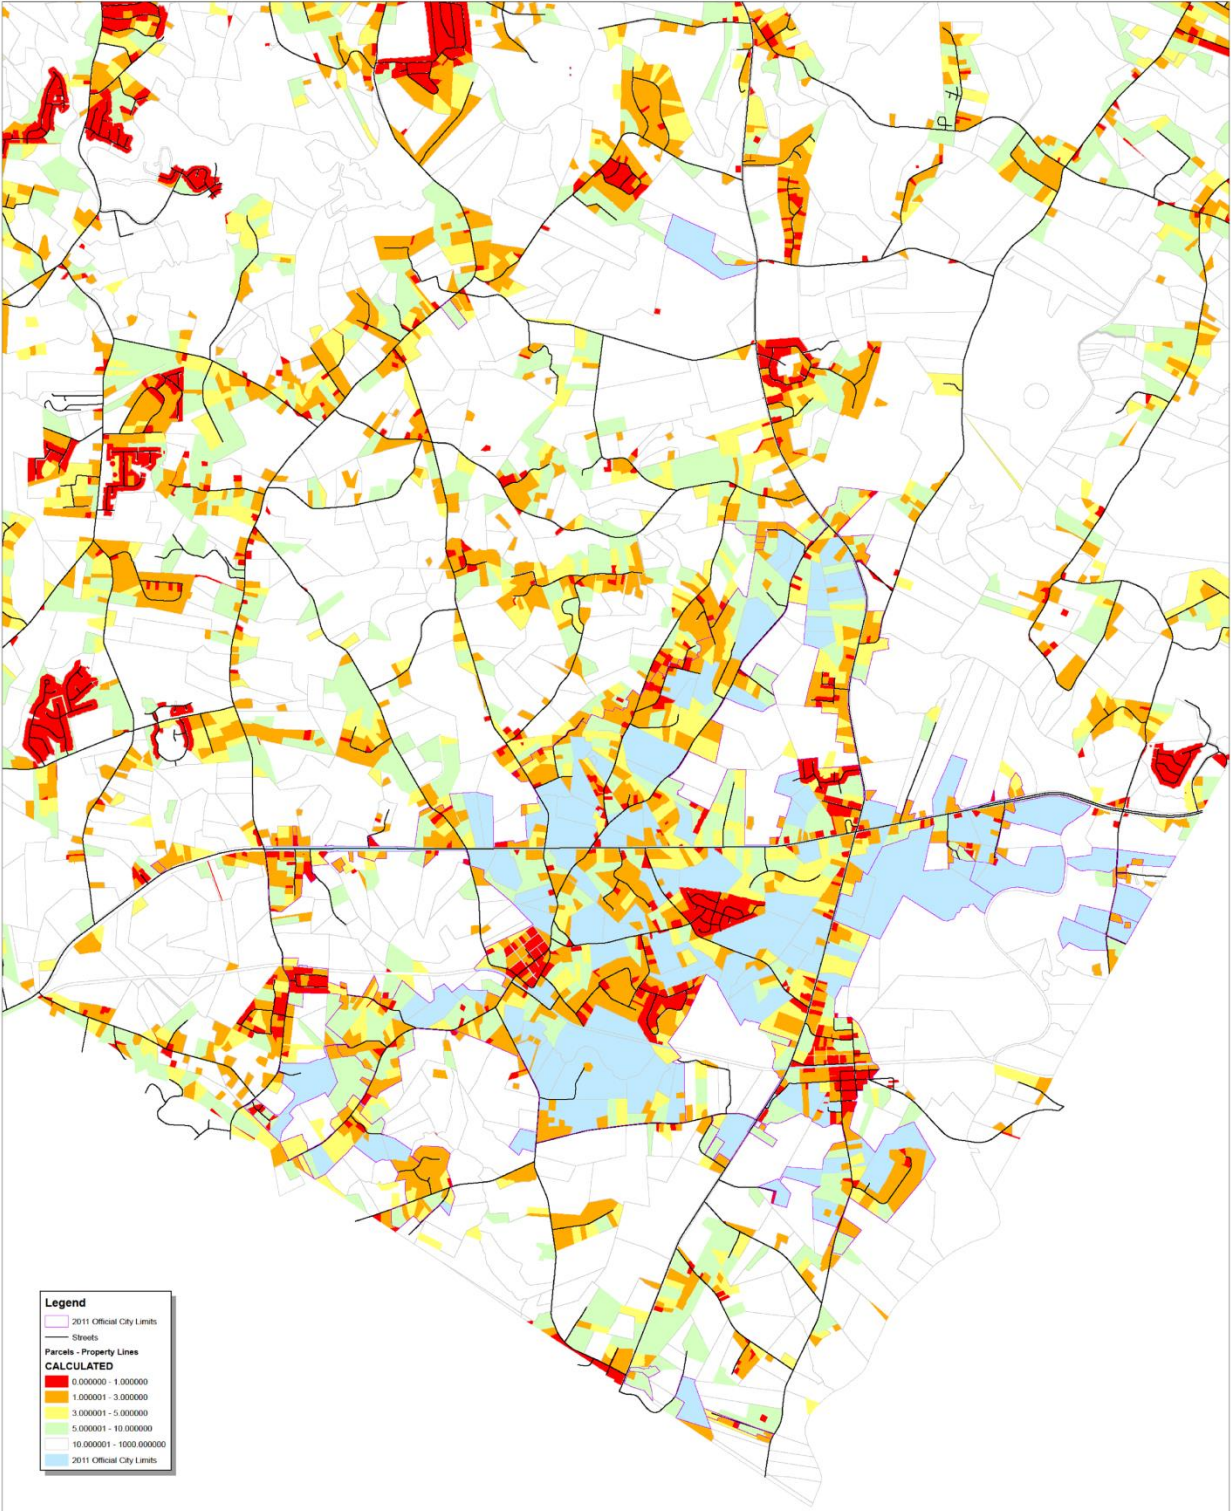 Legend
2011 Official City Limits
Streets
Parcels - Property Lines
CALCULATED
0.000000 - 1.000000
1.000001 - 3.000000
3.000001 - 5.000000
5.000001 - 10.000000
10.000001 - 1000.000000
2011 Official City Limits